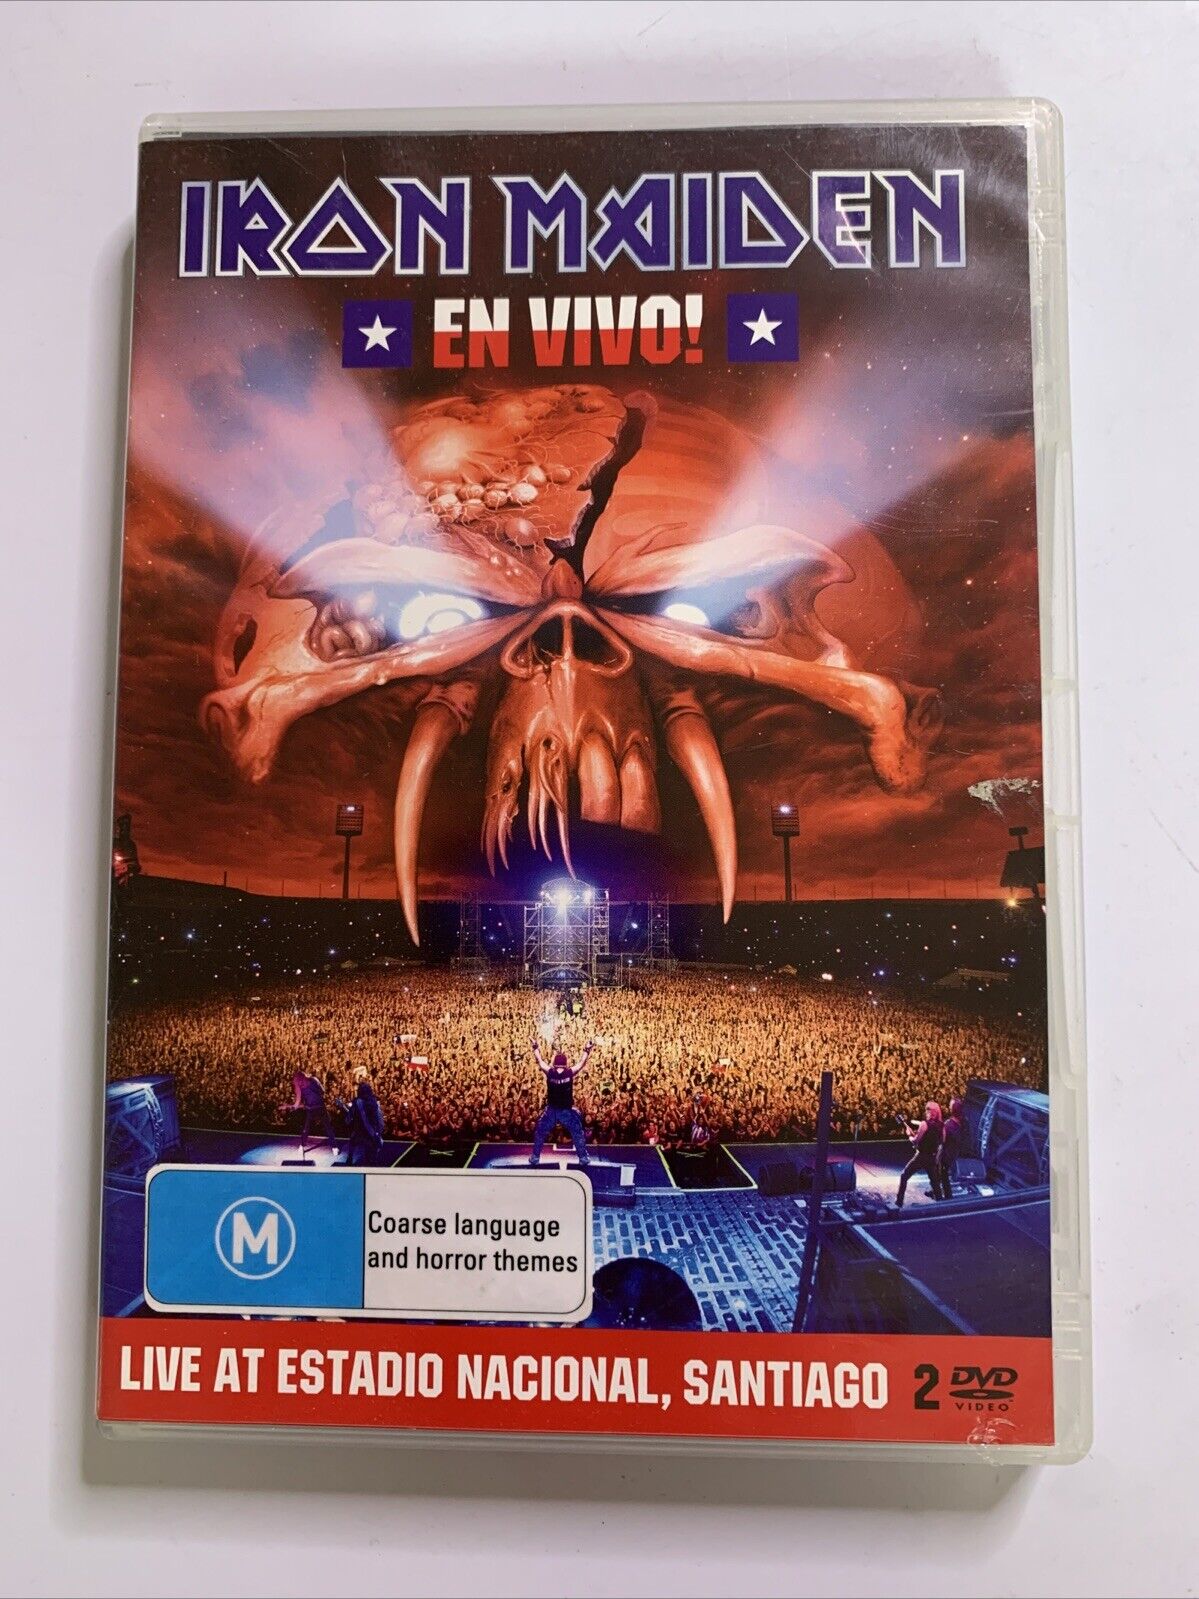 IRON MAIDEN
EN VIVO!
M
Coarse language
and horror themes
LIVE AT ESTADIO NACIONAL, SANTIAGO 2 DVD
VIDEO